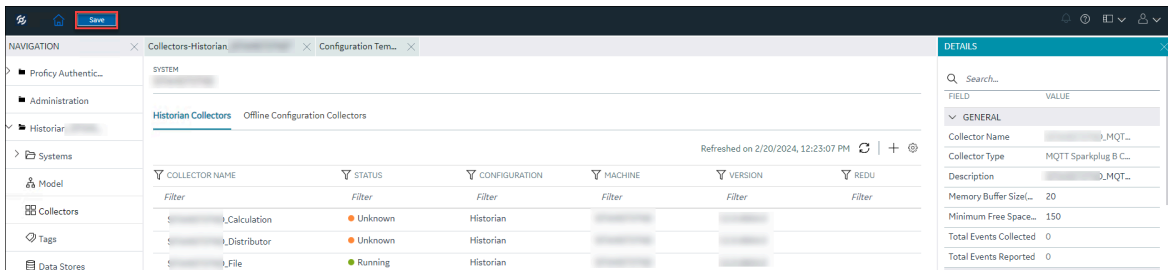 Save
NAVIGATION
Collectors-Historian
Configuration Tem...
DETAILS
Proficy Authentic...
Administration
Historian
Systems
Model
Collectors
Tags
Data Stores
SYSTEM
Historian Collectors
Offline Configuration Collectors
Refreshed on 2/20/2024, 12:23:07 PM
COLLECTOR NAME STATUS CONFIGURATION MACHINE VERSION REDU
Filter Filter Filter Filter Filter Filter
_Calculation Unknown Historian
_Distributor Unknown Historian
_File Running Historian
Search...
FIELD VALUE
GENERAL
Collector Name _MQT...
Collector Type MQTT Sparkplug B C...
Description _MQT...
Memory Buffer Size(... 20
Minimum Free Space... 150
Total Events Collected 0
Total Events Reported 0